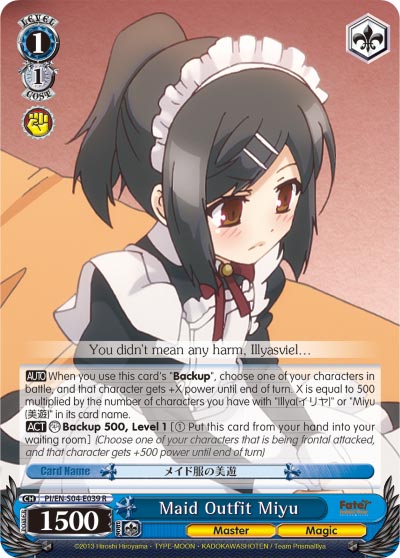 LEVEL
1
1
COST
You didn't mean any harm, Illyasviel…
AUTO When you use this card's "Backup", choose one of your characters in
battle, and that character gets +X power until end of turn. X is equal to 500
multiplied by the number of characters you have with "Illya[イリヤ]" or "Miyu
[美遊]" in its card name.
ACT Backup 500, Level 1 [① Put this card from your hand into your
waiting room] (Choose one of your characters that is being frontal attacked,
and that character gets +500 power until end of turn)
Card Name メイド服の美遊
CH PI/EN-S04-E039 R
Maid Outfit Miyu
1500
Master Magic
©2013 Hiroshi Hiroyama・TYPE-MOON・KADOKAWASHOTEN / Team PrismaIllya